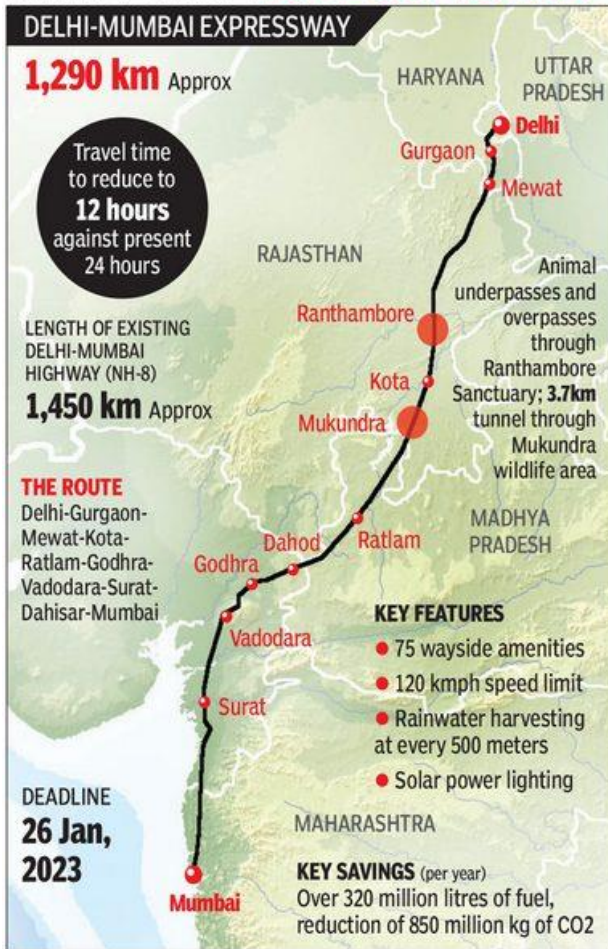 DELHI-MUMBAI EXPRESSWAY
1,290 km Approx
Travel time
to reduce to
12 hours
against present
24 hours
LENGTH OF EXISTING
DELHI-MUMBAI
HIGHWAY (NH-8)
1,450 km Approx
THE ROUTE
Delhi-Gurgaon-
Mewat-Kota-
Ratlam-Godhra-
Vadodara-Surat-
Dahisar-Mumbai
DEADLINE
26 Jan,
2023
HARYANA
UTTAR
PRADESH
Delhi
Gurgaon
Mewat
RAJASTHAN
Ranthambore
Kota
Mukundra
Animal
underpasses and
overpasses
through
Ranthambore
Sanctuary; 3.7km
tunnel through
Mukundra
wildlife area
MADHYA
PRADESH
Ratlam
Dahod
Godhra
Vadodara
Surat
Mumbai
KEY FEATURES
● 75 wayside amenities
● 120 kmph speed limit
● Rainwater harvesting
at every 500 meters
● Solar power lighting
MAHARASHTRA
KEY SAVINGS (per year)
Over 320 million litres of fuel,
reduction of 850 million kg of CO2